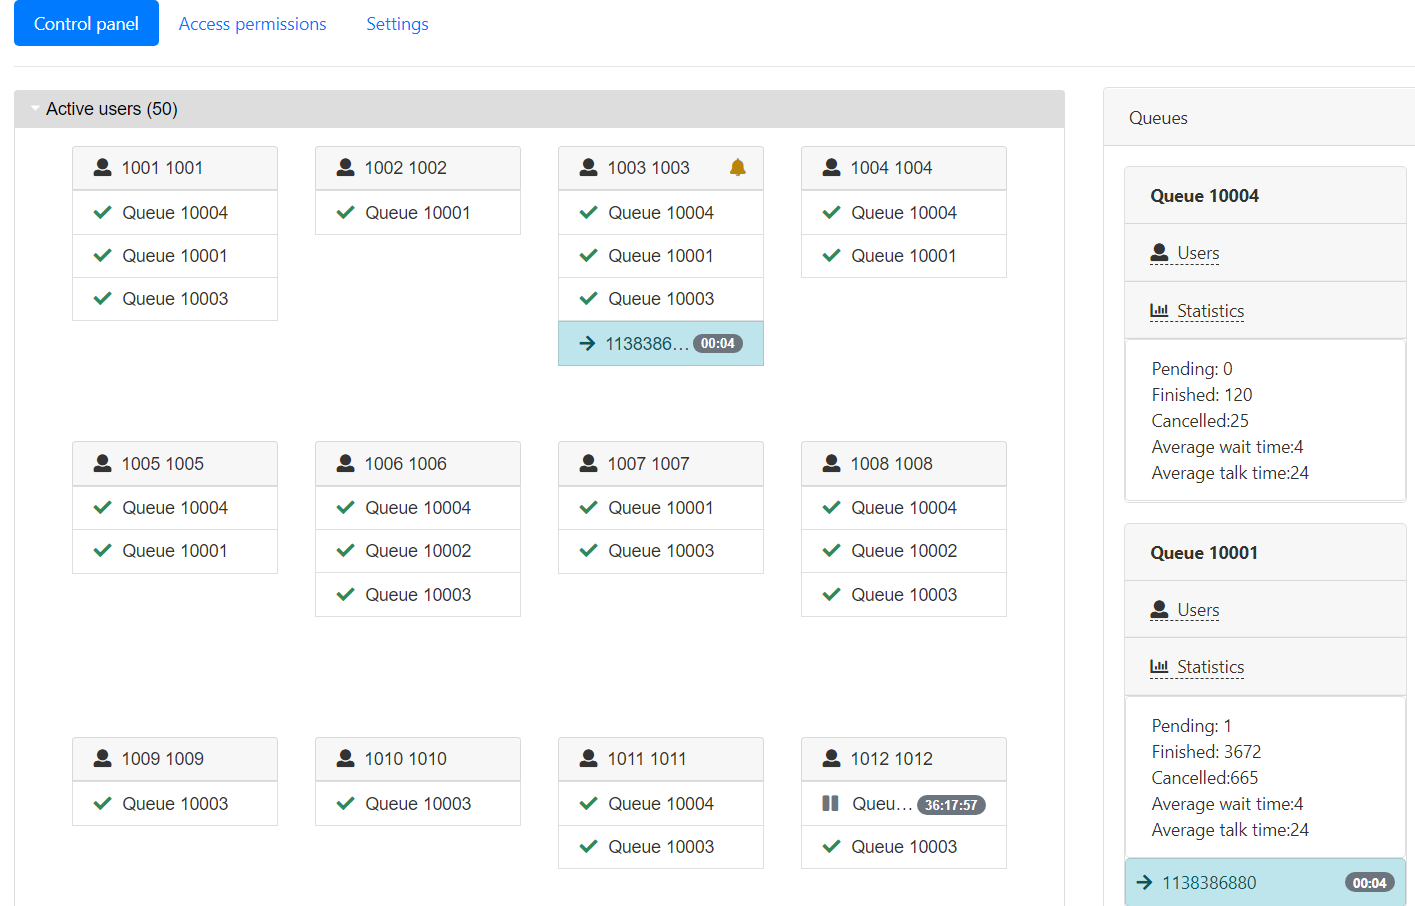 Control panel
Access permissions
Settings
Active users (50)
1001 1001
Queue 10004
Queue 10001
Queue 10003
1002 1002
Queue 10001
1003 1003
Queue 10004
Queue 10001
Queue 10003
1138386... 00:04
1004 1004
Queue 10004
Queue 10001
1005 1005
Queue 10004
Queue 10001
1006 1006
Queue 10004
Queue 10002
Queue 10003
1007 1007
Queue 10001
Queue 10003
1008 1008
Queue 10004
Queue 10002
Queue 10003
1009 1009
Queue 10003
1010 1010
Queue 10003
1011 1011
Queue 10004
Queue 10003
1012 1012
Queu... 36:17:57
Queue 10003
Queues
Queue 10004
Users
Statistics
Pending: 0
Finished: 120
Cancelled:25
Average wait time:4
Average talk time:24
Queue 10001
Users
Statistics
Pending: 1
Finished: 3672
Cancelled:665
Average wait time:4
Average talk time:24
1138386880 00:04